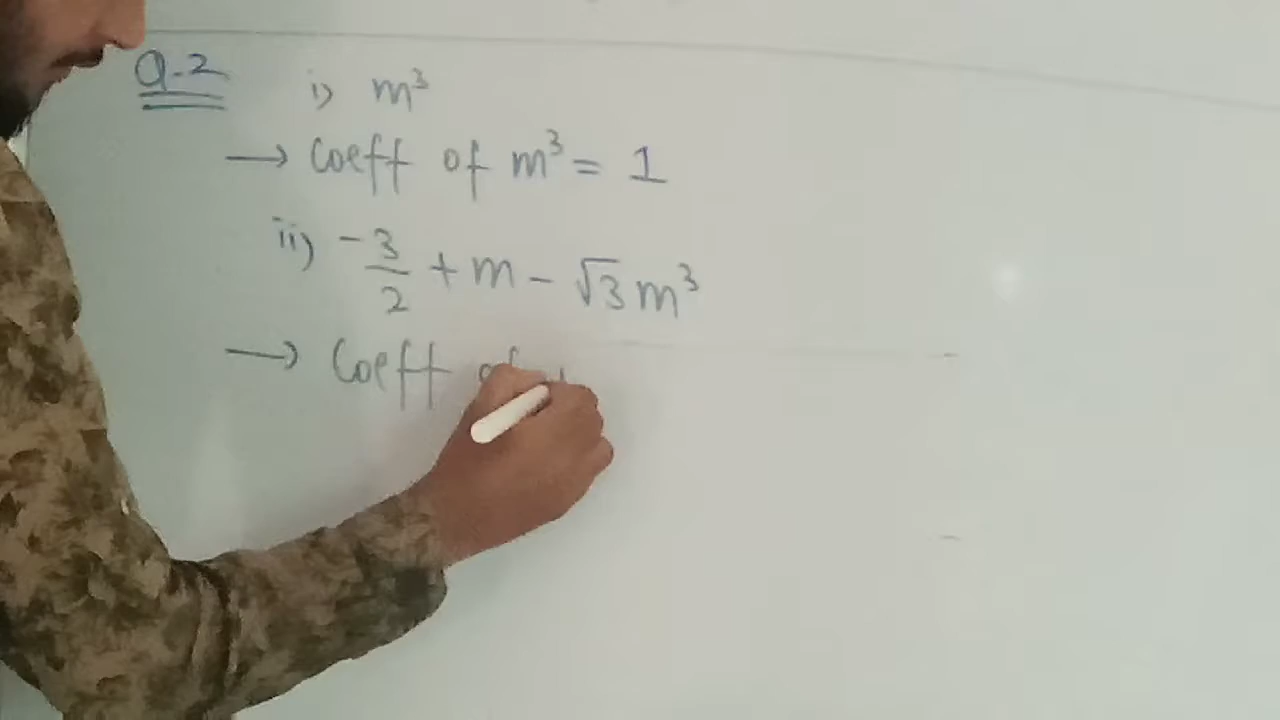 Q.2 i) m³
→ Coeff of m³ = 1
ii) -3/2 + m - √3 m³
→ Coeff of